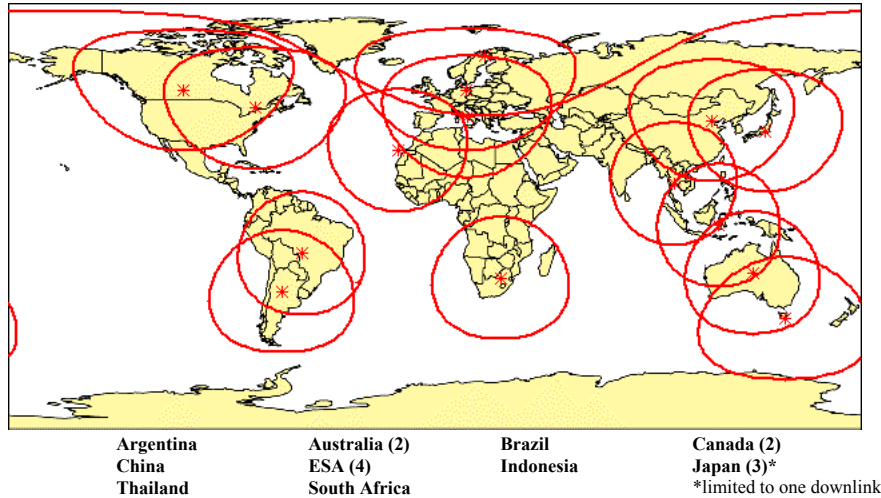 Argentina Australia (2) Brazil Canada (2)
China ESA (4) Indonesia Japan (3)*
Thailand South Africa *limited to one downlink